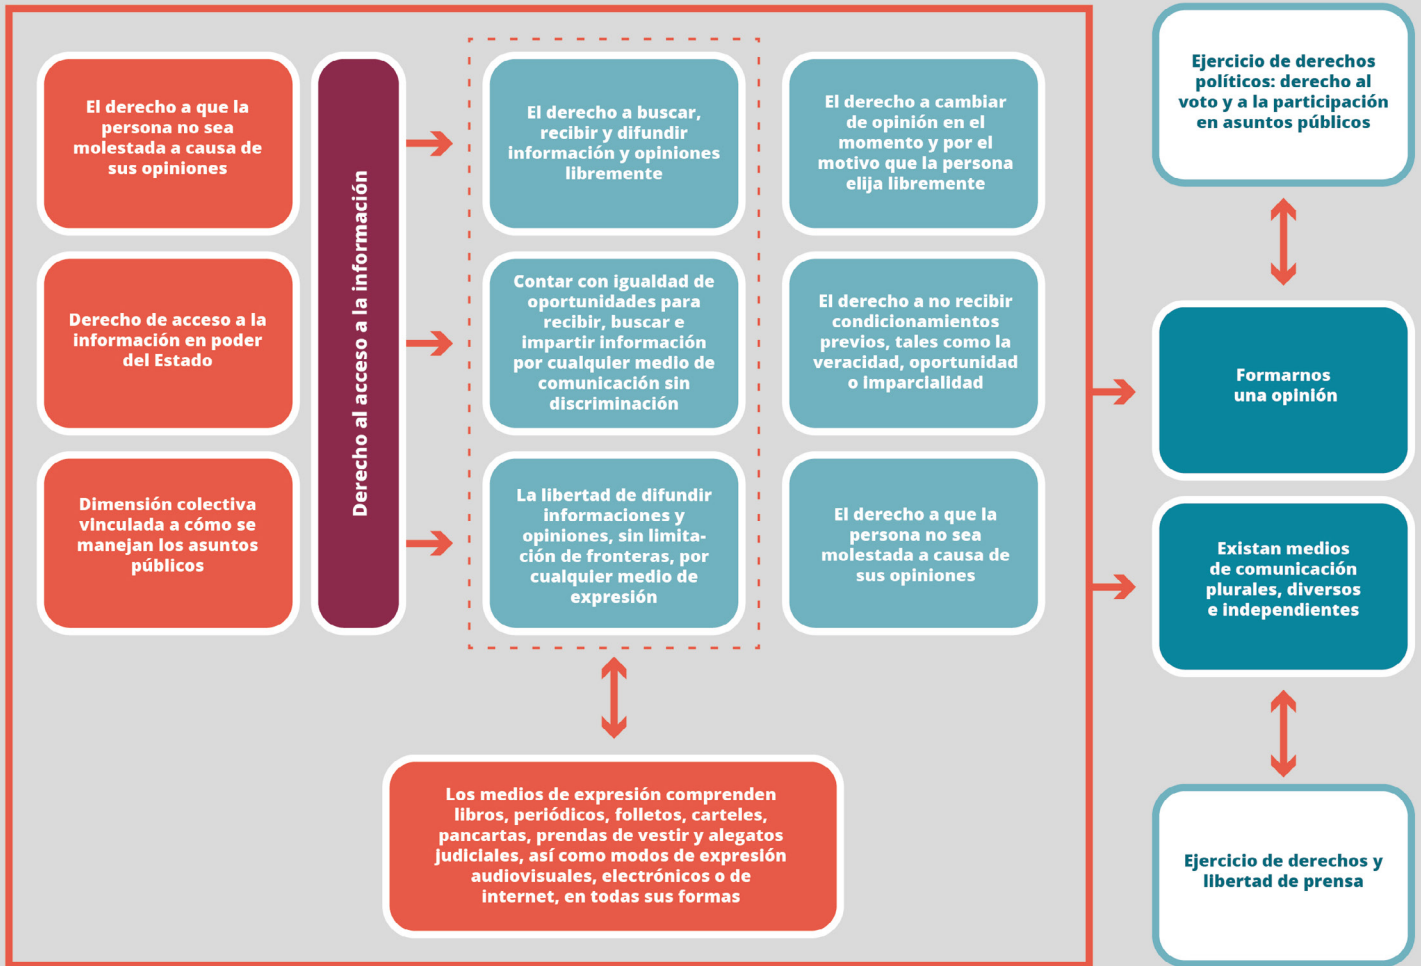 El derecho a que la
persona no sea
molestada a causa de
sus opiniones
Derecho de acceso a la
información en poder
del Estado
Dimensión colectiva
vinculada a cómo se
manejan los asuntos
públicos
Derecho al acceso a la información
El derecho a buscar,
recibir y difundir
información y opiniones
libremente
Contar con igualdad de
oportunidades para
recibir, buscar e
impartir información
por cualquier medio de
comunicación sin
discriminación
La libertad de difundir
informaciones y
opiniones, sin limita-
ción de fronteras, por
cualquier medio de
expresión
El derecho a cambiar
de opinión en el
momento y por el
motivo que la persona
elija libremente
El derecho a no recibir
condicionamientos
previos, tales como la
veracidad, oportunidad
o imparcialidad
El derecho a que la
persona no sea
molestada a causa de
sus opiniones
Los medios de expresión comprenden
libros, periódicos, folletos, carteles,
pancartas, prendas de vestir y alegatos
judiciales, así como modos de expresión
audiovisuales, electrónicos o de
internet, en todas sus formas
Ejercicio de derechos
políticos: derecho al
voto y a la participación
en asuntos públicos
Formarnos
una opinión
Existan medios
de comunicación
plurales, diversos
e independientes
Ejercicio de derechos y
libertad de prensa